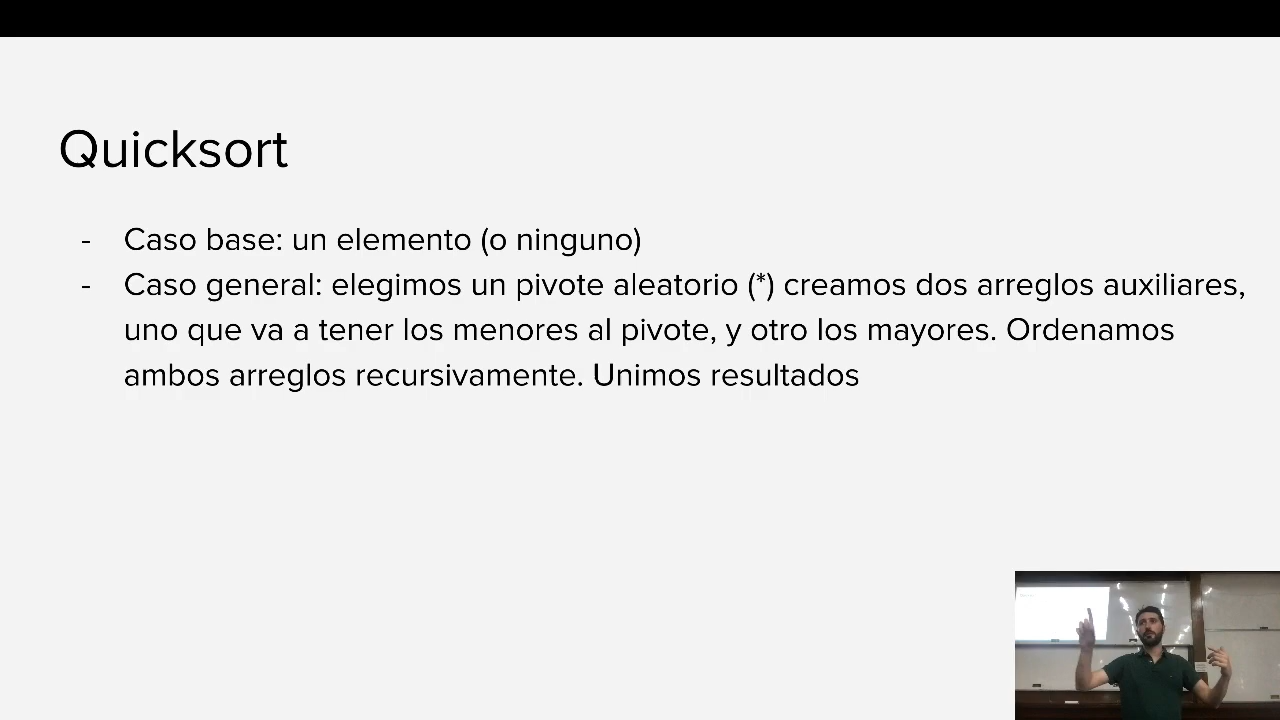 Quicksort
- Caso base: un elemento (o ninguno)
- Caso general: elegimos un pivote aleatorio (*) creamos dos arreglos auxiliares,
uno que va a tener los menores al pivote, y otro los mayores. Ordenamos
ambos arreglos recursivamente. Unimos resultados